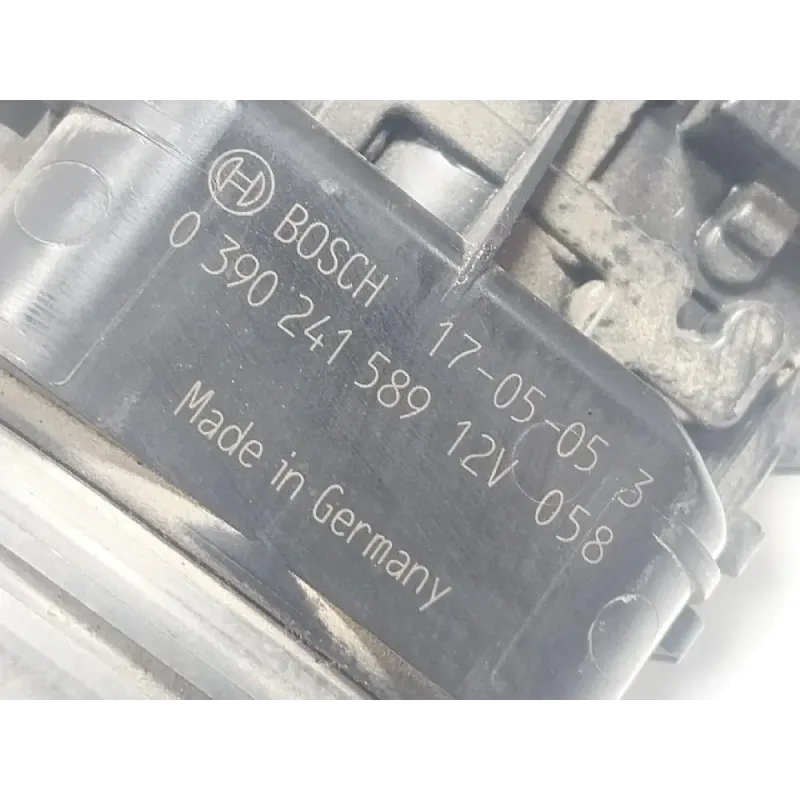 BOSCH 17-05-05 3
0 390 241 589 12V 058
Made in Germany